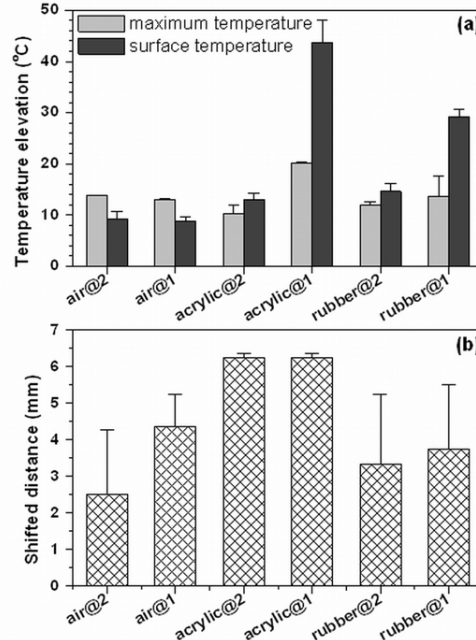 (a)
maximum temperature
surface temperature
Temperature elevation (°C)
50
40
30
20
10
0
air@2
air@1
acrylic@2
acrylic@1
rubber@2
rubber@1
(b)
Shifted distance (mm)
7
6
5
4
3
2
1
0
air@2
air@1
acrylic@2
acrylic@1
rubber@2
rubber@1